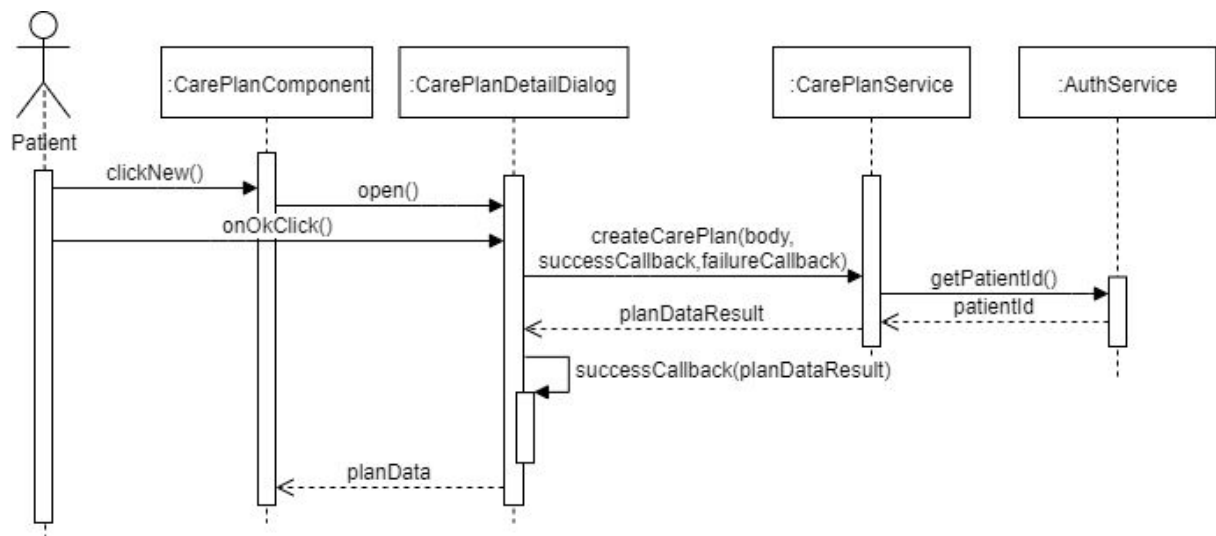 :CarePlanComponent
:CarePlanDetailDialog
:CarePlanService
:AuthService
Patient
clickNew()
open()
onOkClick()
createCarePlan(body,
successCallback,failureCallback)
getPatientId()
planDataResult
patientId
successCallback(planDataResult)
planData